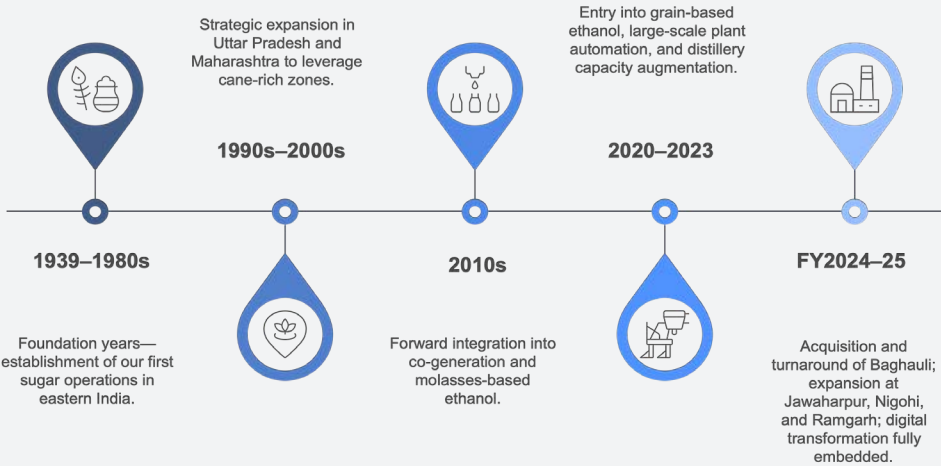 1939–1980s
Foundation years—
establishment of our first
sugar operations in
eastern India.
Strategic expansion in
Uttar Pradesh and
Maharashtra to leverage
cane-rich zones.
1990s–2000s
2010s
Forward integration into
co-generation and
molasses-based
ethanol.
Entry into grain-based
ethanol, large-scale plant
automation, and distillery
capacity augmentation.
2020–2023
FY2024–25
Acquisition and
turnaround of Baghauli;
expansion at
Jawaharpur, Nigohi,
and Ramgarh; digital
transformation fully
embedded.